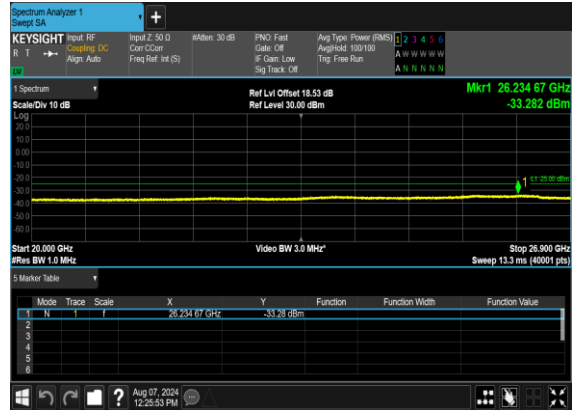 Spectrum Analyzer 1
Swept SA
+
KEYSIGHT Input: RF Input Z: 50 Ω #Atten: 30 dB PNO: Fast Avg Type: Power (RMS) 1 2 3 4 5 6
R T Coupling: DC Corr CCorr Gate: Off Avg|Hold: 100/100 A W W W W W
Align: Auto Freq Ref: Int (S) IF Gain: Low Trig: Free Run
Sig Track: Off A N N N N N
1 Spectrum Ref Lvl Offset 18.53 dB Mkr1 26.234 67 GHz
Scale/Div 10 dB Ref Level 30.00 dBm -33.282 dBm
Log
20.0
10.0
0.00
-10.0
-20.0
1
-25.00 dBm
-30.0
-40.0
-50.0
-60.0
Start 20.000 GHz Video BW 3.0 MHz* Stop 26.900 GHz
#Res BW 1.0 MHz Sweep 13.3 ms (40001 pts)
5 Marker Table
Mode Trace Scale X Y Function Function Width Function Value
1 N 1 f 26.234 67 GHz -33.28 dBm
2
3
4
5
6
? Aug 07, 2024
12:25:53 PM